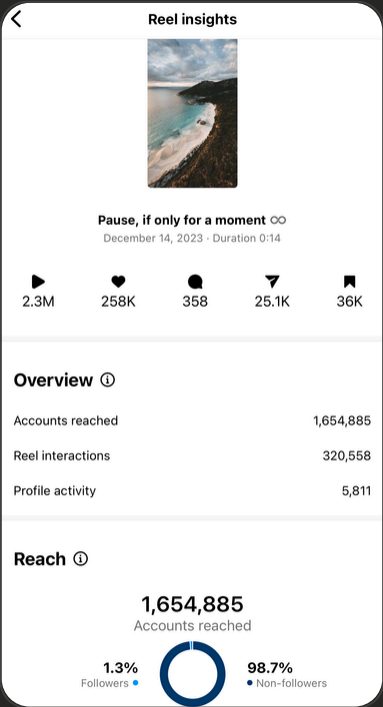 Reel insights
Pause, if only for a moment ∞
December 14, 2023 · Duration 0:14
2.3M 258K 358 25.1K 36K
Overview
Accounts reached 1,654,885
Reel interactions 320,558
Profile activity 5,811
Reach
1,654,885
Accounts reached
1.3% 98.7%
Followers Non-followers